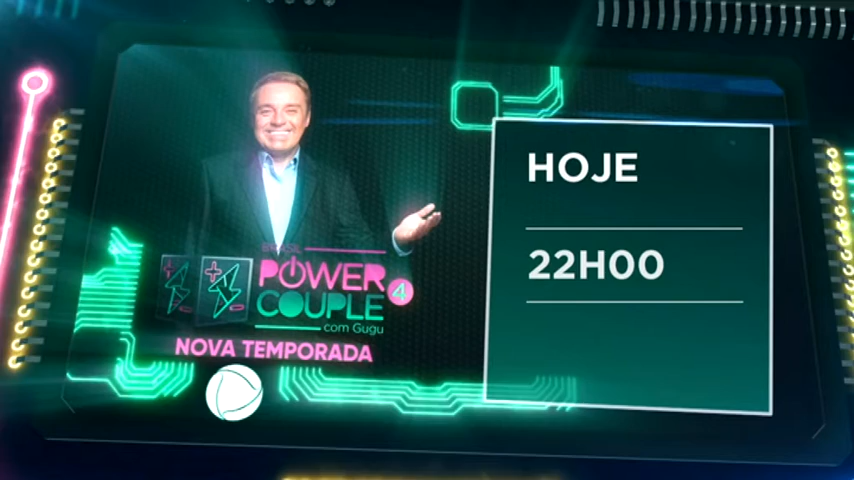 BRASIL
POWER
COUPLE 4
com Gugu
NOVA TEMPORADA
HOJE
22H00